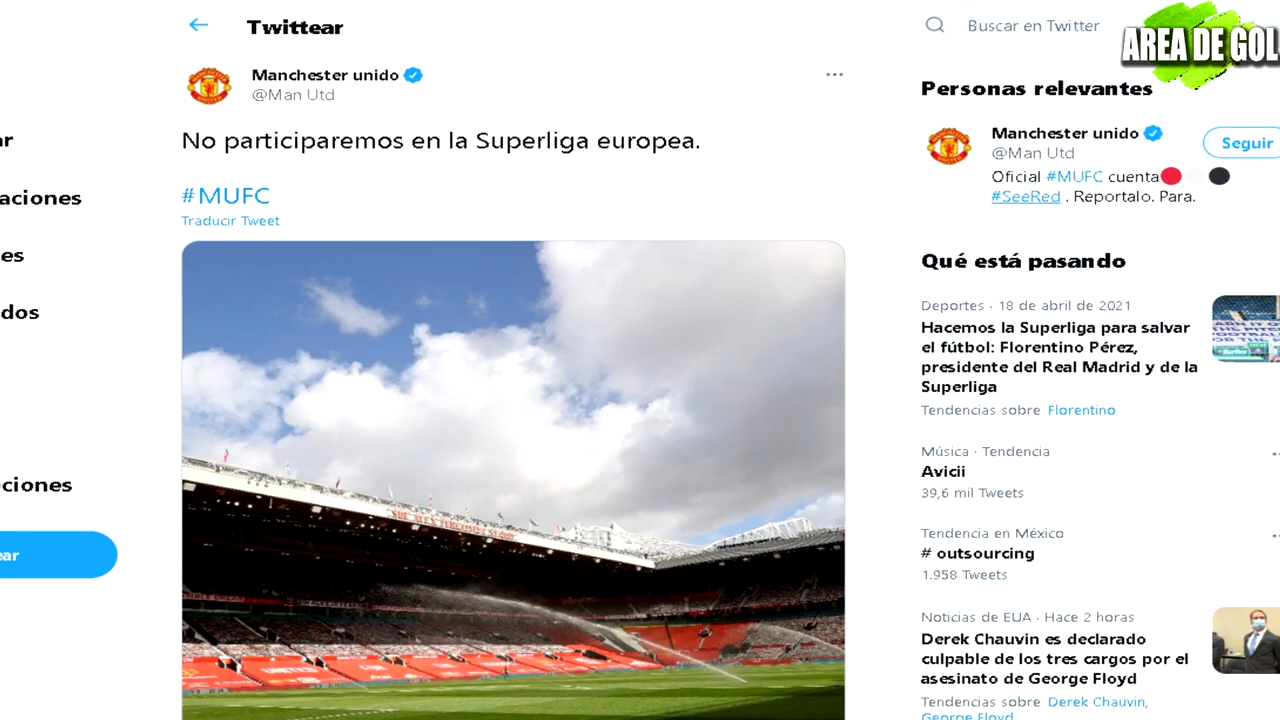 Twittear
Manchester unido
@Man Utd
No participaremos en la Superliga europea.
#MUFC
Traducir Tweet
SIR ALEX FERGUSON STAND
ar
aciones
es
dos
ciones
ear
Buscar en Twitter
AREA DE GOL
Personas relevantes
Manchester unido
@Man Utd
Seguir
Oficial #MUFC cuenta
#SeeRed . Reportalo. Para.
Qué está pasando
Deportes · 18 de abril de 2021
Hacemos la Superliga para salvar
el fútbol: Florentino Pérez,
presidente del Real Madrid y de la
Superliga
Tendencias sobre Florentino
Música · Tendencia
Avicii
39,6 mil Tweets
Tendencia en México
# outsourcing
1.958 Tweets
Noticias de EUA · Hace 2 horas
Derek Chauvin es declarado
culpable de los tres cargos por el
asesinato de George Floyd
Tendencias sobre Derek Chauvin,
George Floyd